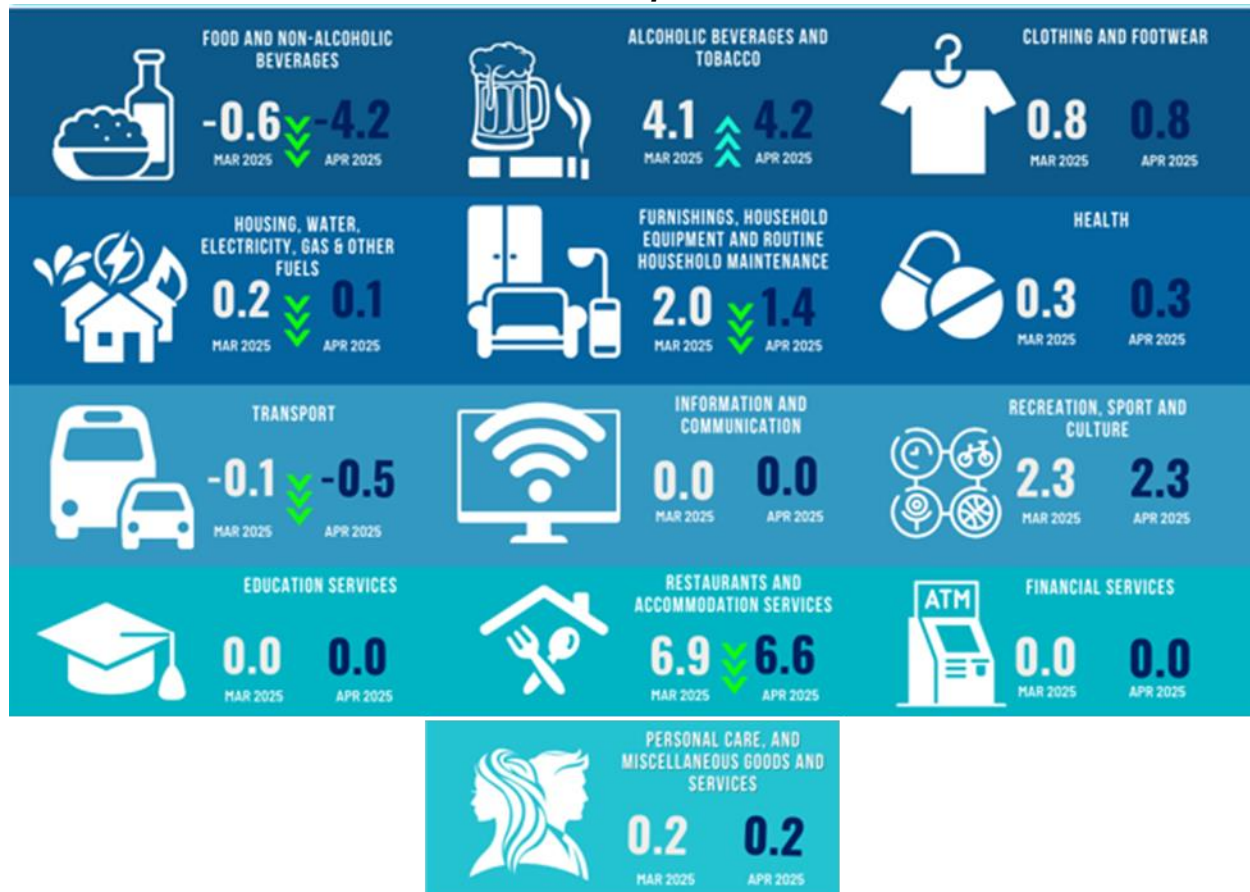 FOOD AND NON-ALCOHOLIC
BEVERAGES
-0.6 -4.2
MAR 2025 APR 2025
ALCOHOLIC BEVERAGES AND
TOBACCO
4.1 4.2
MAR 2025 APR 2025
CLOTHING AND FOOTWEAR
0.8 0.8
MAR 2025 APR 2025
HOUSING, WATER,
ELECTRICITY, GAS & OTHER
FUELS
0.2 0.1
MAR 2025 APR 2025
FURNISHINGS, HOUSEHOLD
EQUIPMENT AND ROUTINE
HOUSEHOLD MAINTENANCE
2.0 1.4
MAR 2025 APR 2025
HEALTH
0.3 0.3
MAR 2025 APR 2025
TRANSPORT
-0.1 -0.5
MAR 2025 APR 2025
INFORMATION AND
COMMUNICATION
0.0 0.0
MAR 2025 APR 2025
RECREATION, SPORT AND
CULTURE
2.3 2.3
MAR 2025 APR 2025
EDUCATION SERVICES
0.0 0.0
MAR 2025 APR 2025
RESTAURANTS AND
ACCOMMODATION SERVICES
6.9 6.6
MAR 2025 APR 2025
ATM
FINANCIAL SERVICES
0.0 0.0
MAR 2025 APR 2025
PERSONAL CARE, AND
MISCELLANEOUS GOODS AND
SERVICES
0.2 0.2
MAR 2025 APR 2025